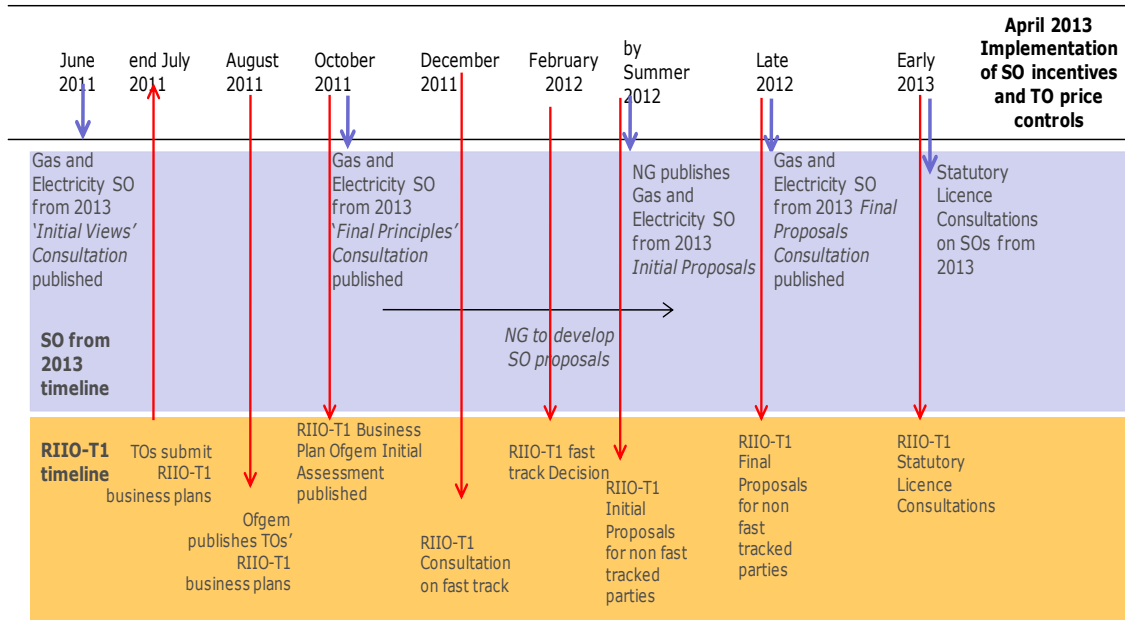 June
2011
end July
2011
August
2011
October
2011
December
2011
February
2012
by
Summer
2012
Late
2012
Early
2013
April 2013
Implementation
of SO incentives
and TO price
controls
Gas and
Electricity SO
from 2013
‘Initial Views’
Consultation
published
Gas and
Electricity SO
from 2013
‘Final Principles’
Consultation
published
NG publishes
Gas and
Electricity SO
from 2013
Initial Proposals
Gas and
Electricity SO
from 2013 Final
Proposals
Consultation
published
Statutory
Licence
Consultations
on SOs from
2013
NG to develop
SO proposals
SO from
2013
timeline
RIIO-T1
timeline
TOs submit
RIIO-T1
business plans
Ofgem
publishes TOs’
RIIO-T1
business plans
RIIO-T1 Business
Plan Ofgem Initial
Assessment
published
RIIO-T1
Consultation
on fast track
RIIO-T1 fast
track Decision
RIIO-T1
Initial
Proposals
for non fast
tracked
parties
RIIO-T1
Final
Proposals
for non
fast
tracked
parties
RIIO-T1
Statutory
Licence
Consultations